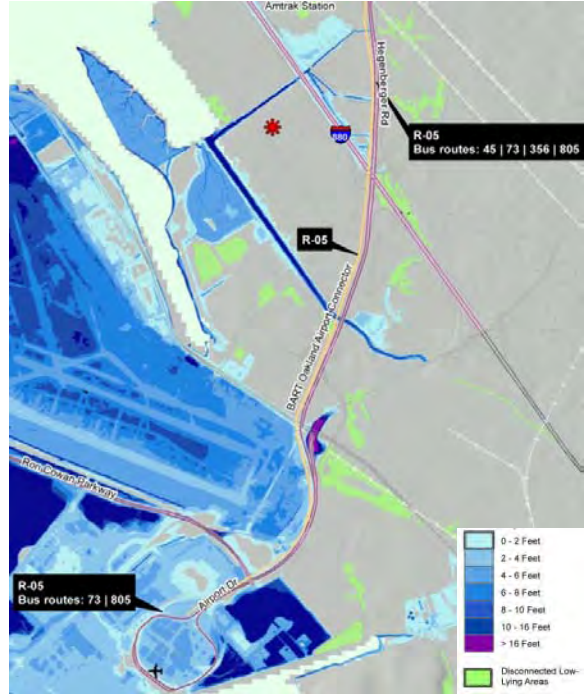 Amtrak Station
Hegenberger Rd
880
R-05
Bus routes: 45 | 73 | 356 | 805
R-05
BART Oakland Airport Connector
Ron Cowan Parkway
R-05
Bus routes: 73 | 805
Airport Dr
0 - 2 Feet
2 - 4 Feet
4 - 6 Feet
6 - 8 Feet
8 - 10 Feet
10 - 16 Feet
> 16 Feet
Disconnected Low-
Lying Areas